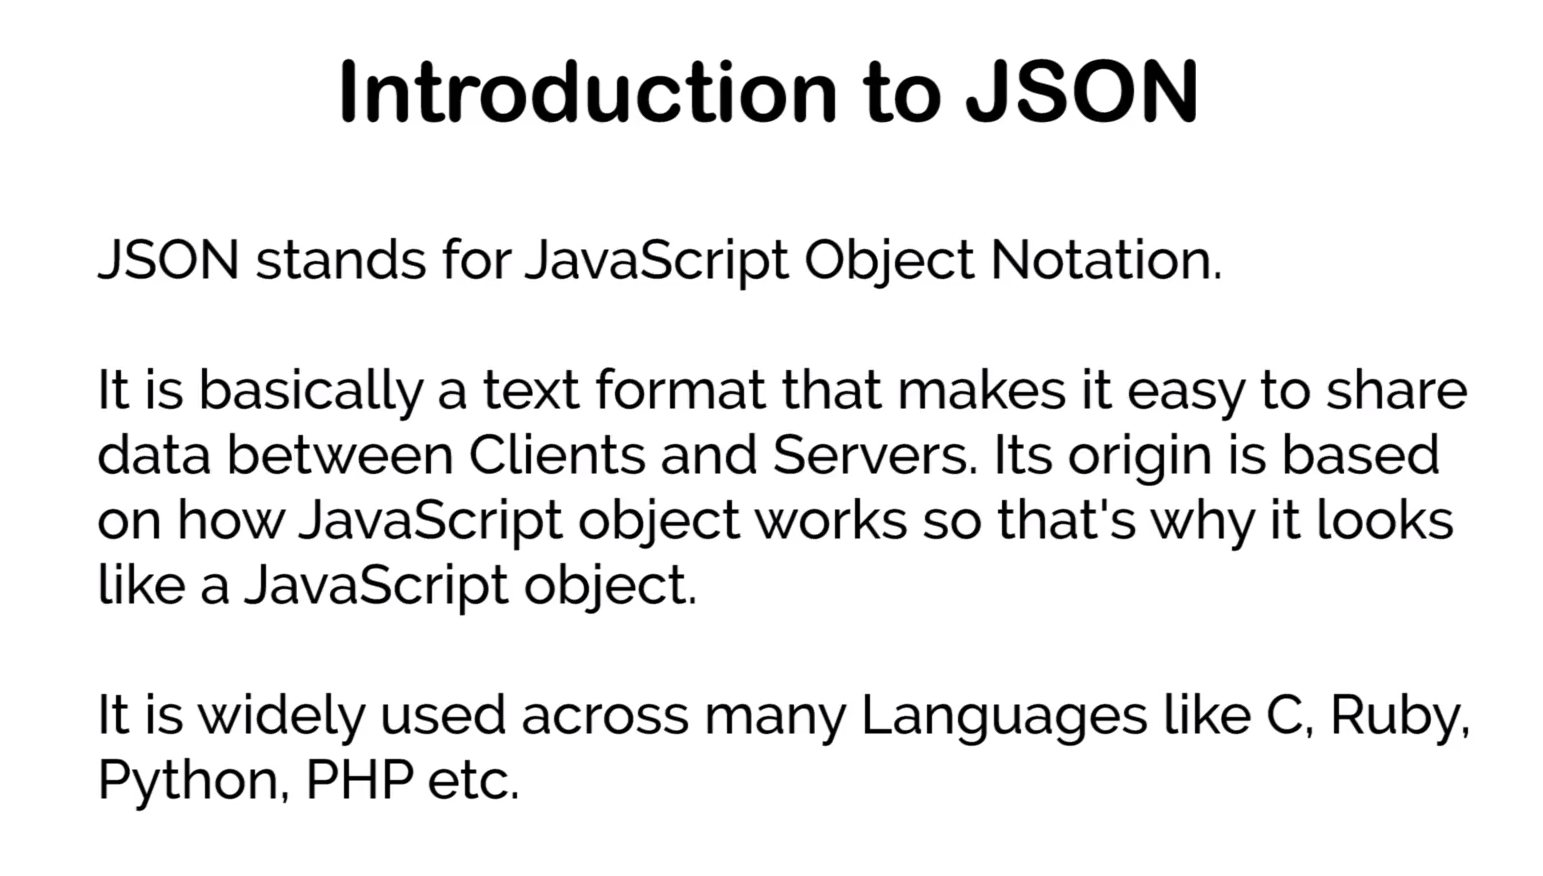 Introduction to JSON
JSON stands for JavaScript Object Notation.
It is basically a text format that makes it easy to share
data between Clients and Servers. Its origin is based
on how JavaScript object works so that's why it looks
like a JavaScript object.
It is widely used across many Languages like C, Ruby,
Python, PHP etc.